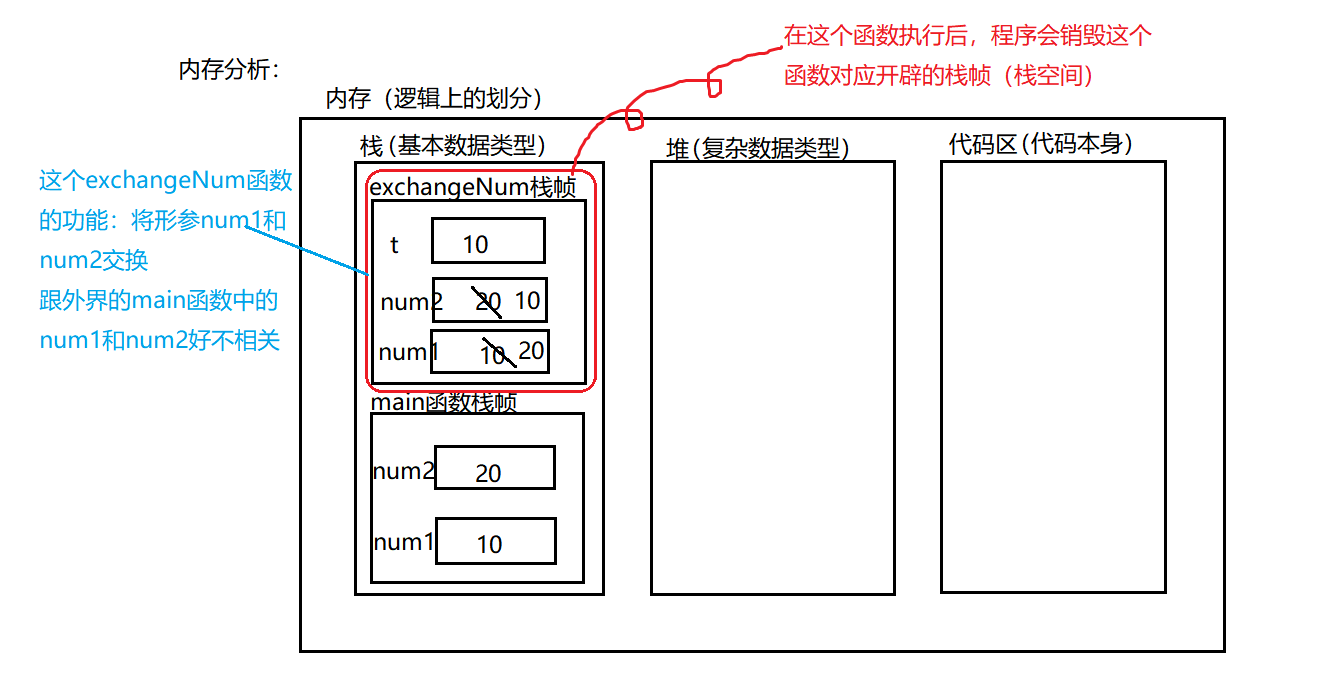 在这个函数执行后，程序会销毁这个
函数对应开辟的栈帧（栈空间）
内存分析：
内存（逻辑上的划分）
栈(基本数据类型)
堆(复杂数据类型)
代码区(代码本身)
这个exchangeNum函数
的功能：将形参num1和
num2交换
跟外界的main函数中的
num1和num2好不相关
exchangeNum栈帧
t 10
num2 20 10
num1 10 20
main函数栈帧
num2 20
num1 10